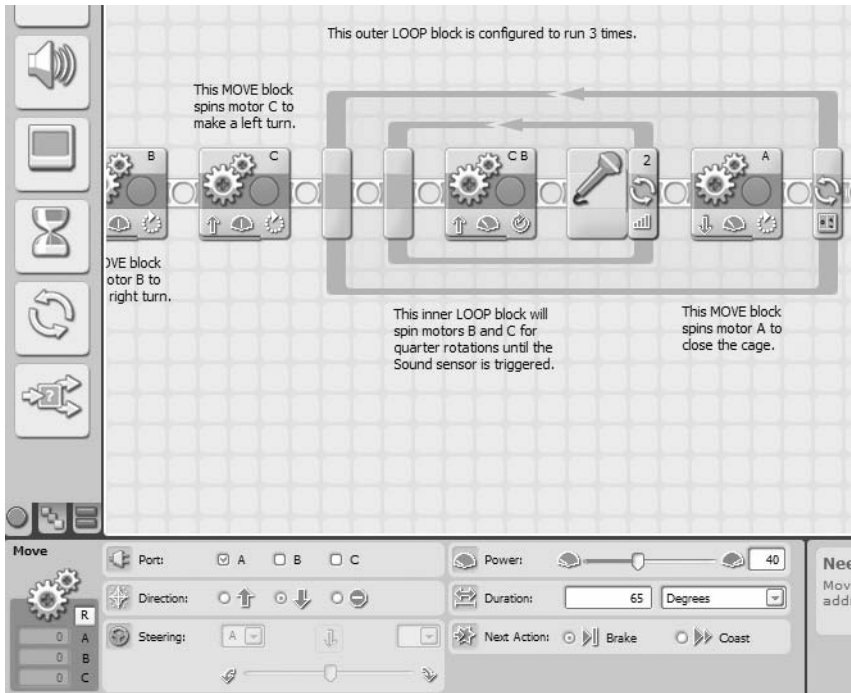 This outer LOOP block is configured to run 3 times.
This MOVE block
spins motor C to
make a left turn.
B
C
C B
2
A
OVE block
otor B to
right turn.
This inner LOOP block will
spin motors B and C for
quarter rotations until the
Sound sensor is triggered.
This MOVE block
spins motor A to
close the cage.
Move
R
0 A
0 B
0 C
Port: A B C
Direction:
Steering: A
Power: 40
Duration: 65 Degrees
Next Action: Brake Coast
Nee
Mov
addi